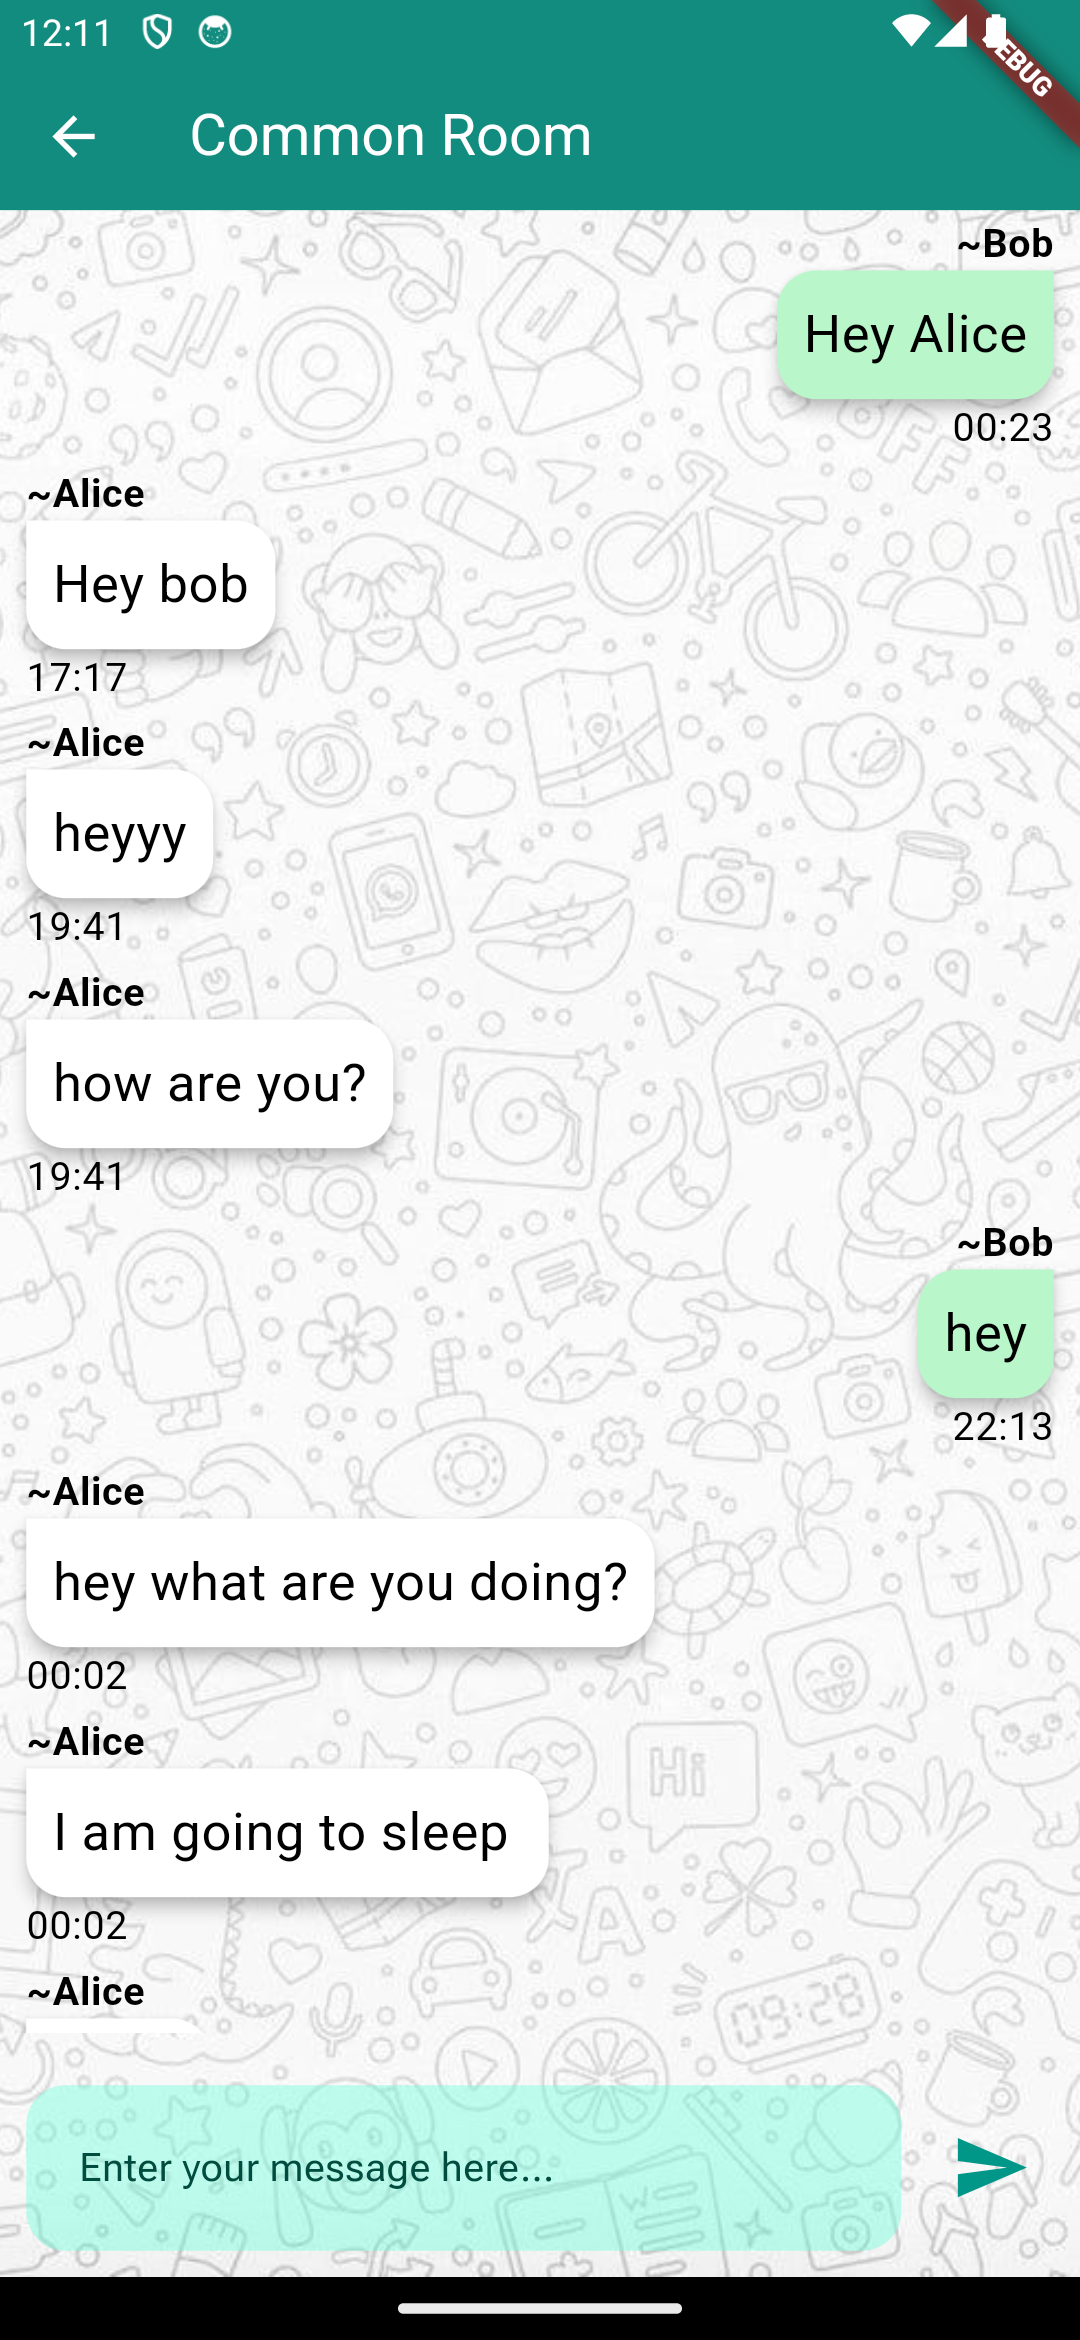 12:11
DEBUG
Common Room
~Bob
Hey Alice
00:23
~Alice
Hey bob
17:17
~Alice
heyyy
19:41
~Alice
how are you?
19:41
~Bob
hey
22:13
~Alice
hey what are you doing?
00:02
~Alice
I am going to sleep
00:02
~Alice
Enter your message here...